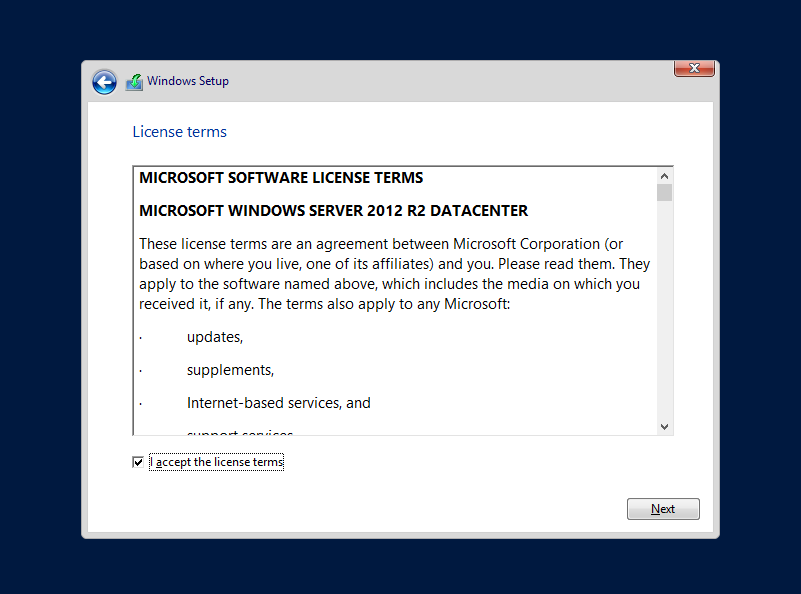 Windows Setup
License terms
MICROSOFT SOFTWARE LICENSE TERMS
MICROSOFT WINDOWS SERVER 2012 R2 DATACENTER
These license terms are an agreement between Microsoft Corporation (or
based on where you live, one of its affiliates) and you. Please read them. They
apply to the software named above, which includes the media on which you
received it, if any. The terms also apply to any Microsoft:
· updates,
· supplements,
· Internet-based services, and
support services
I accept the license terms
Next